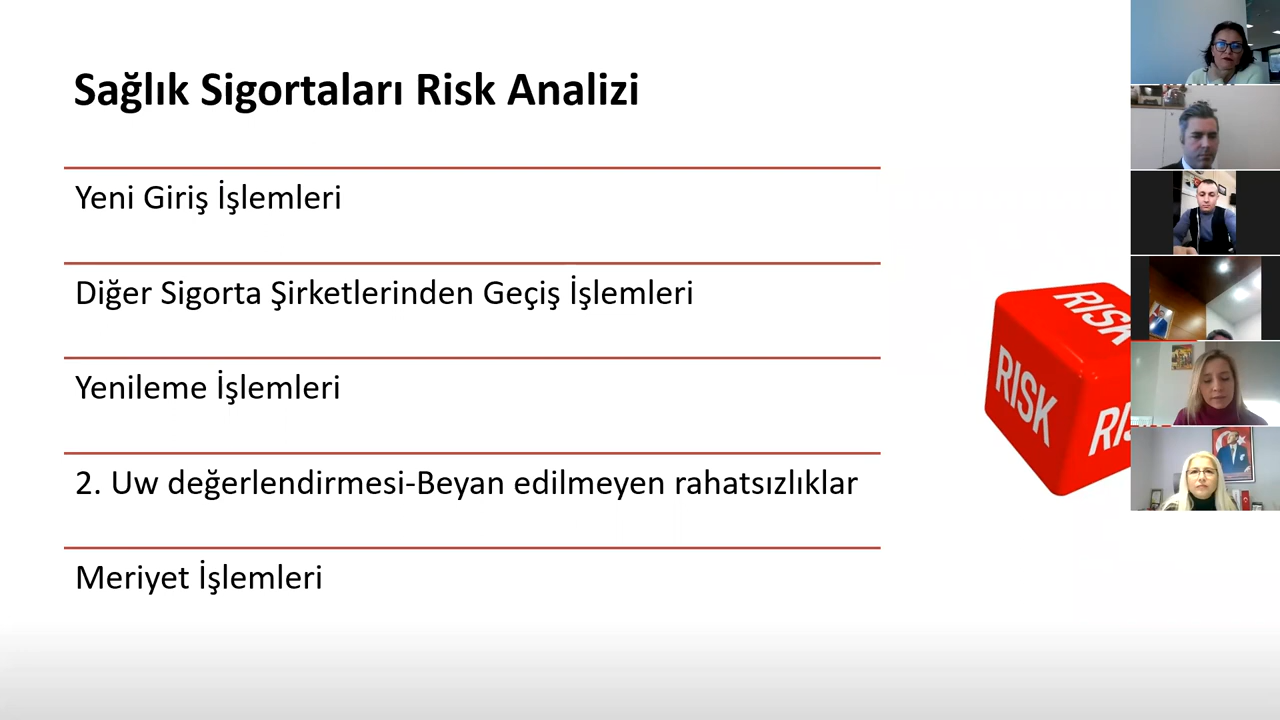 Sağlık Sigortaları Risk Analizi
Yeni Giriş İşlemleri
Diğer Sigorta Şirketlerinden Geçiş İşlemleri
Yenileme İşlemleri
2. Uw değerlendirmesi-Beyan edilmeyen rahatsızlıklar
Meriyet İşlemleri
RISK
RISK